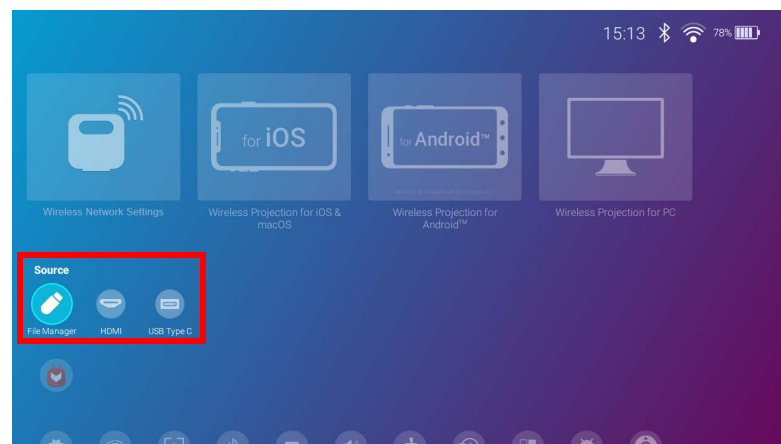 15:13 78%
for iOS
for Android™
Wireless Network Settings
Wireless Projection for iOS &
macOS
Wireless Projection for
Android™
Wireless Projection for PC
Source
File Manager HDMI USB Type C